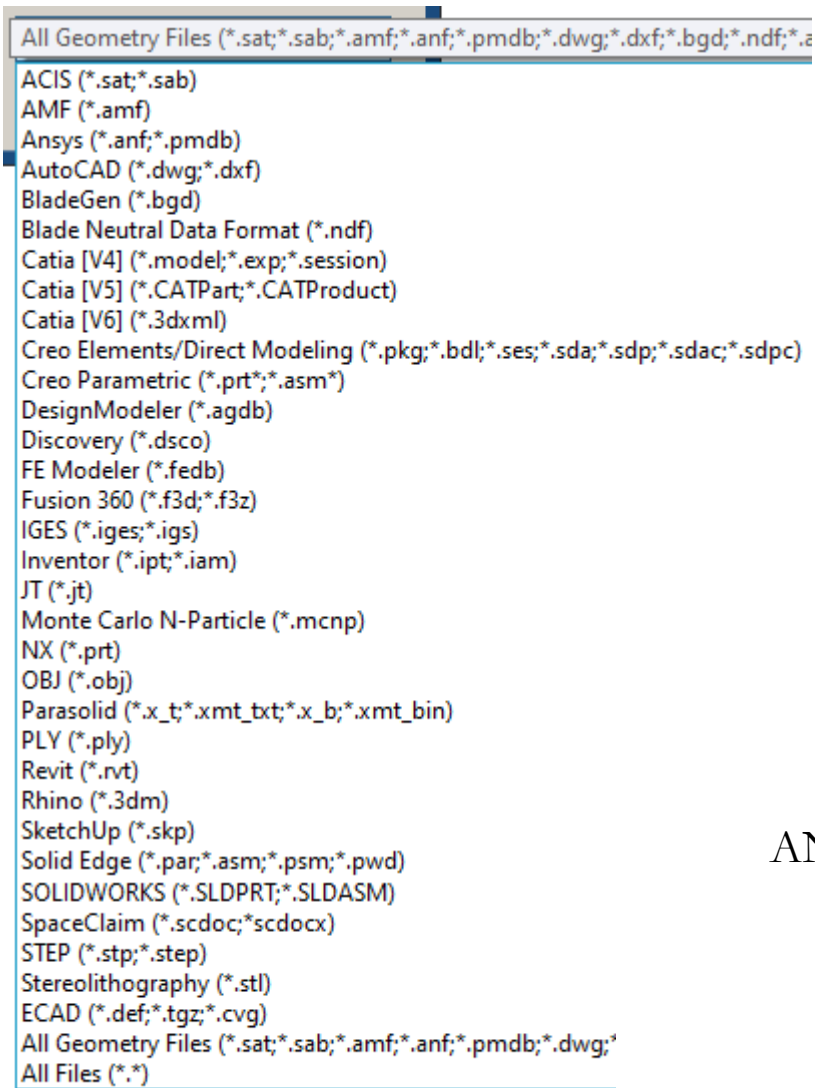 All Geometry Files (*.sat;*.sab;*.amf;*.anf;*.pmdb;*.dwg;*.dxf;*.bgd;*.ndf;*.a
ACIS (*.sat;*.sab)
AMF (*.amf)
Ansys (*.anf;*.pmdb)
AutoCAD (*.dwg;*.dxf)
BladeGen (*.bgd)
Blade Neutral Data Format (*.ndf)
Catia [V4] (*.model;*.exp;*.session)
Catia [V5] (*.CATPart;*.CATProduct)
Catia [V6] (*.3dxml)
Creo Elements/Direct Modeling (*.pkg;*.bdl;*.ses;*.sda;*.sdp;*.sdac;*.sdpc)
Creo Parametric (*.prt*;*.asm*)
DesignModeler (*.agdb)
Discovery (*.dsco)
FE Modeler (*.fedb)
Fusion 360 (*.f3d;*.f3z)
IGES (*.iges;*.igs)
Inventor (*.ipt;*.iam)
JT (*.jt)
Monte Carlo N-Particle (*.mcnp)
NX (*.prt)
OBJ (*.obj)
Parasolid (*.x_t;*.xmt_txt;*.x_b;*.xmt_bin)
PLY (*.ply)
Revit (*.rvt)
Rhino (*.3dm)
SketchUp (*.skp)
Solid Edge (*.par;*.asm;*.psm;*.pwd)
AN
SOLIDWORKS (*.SLDPRT;*.SLDASM)
SpaceClaim (*.scdoc;*scdocx)
STEP (*.stp;*.step)
Stereolithography (*.stl)
ECAD (*.def;*.tgz;*.cvg)
All Geometry Files (*.sat;*.sab;*.amf;*.anf;*.pmdb;*.dwg;*
All Files (*.*)